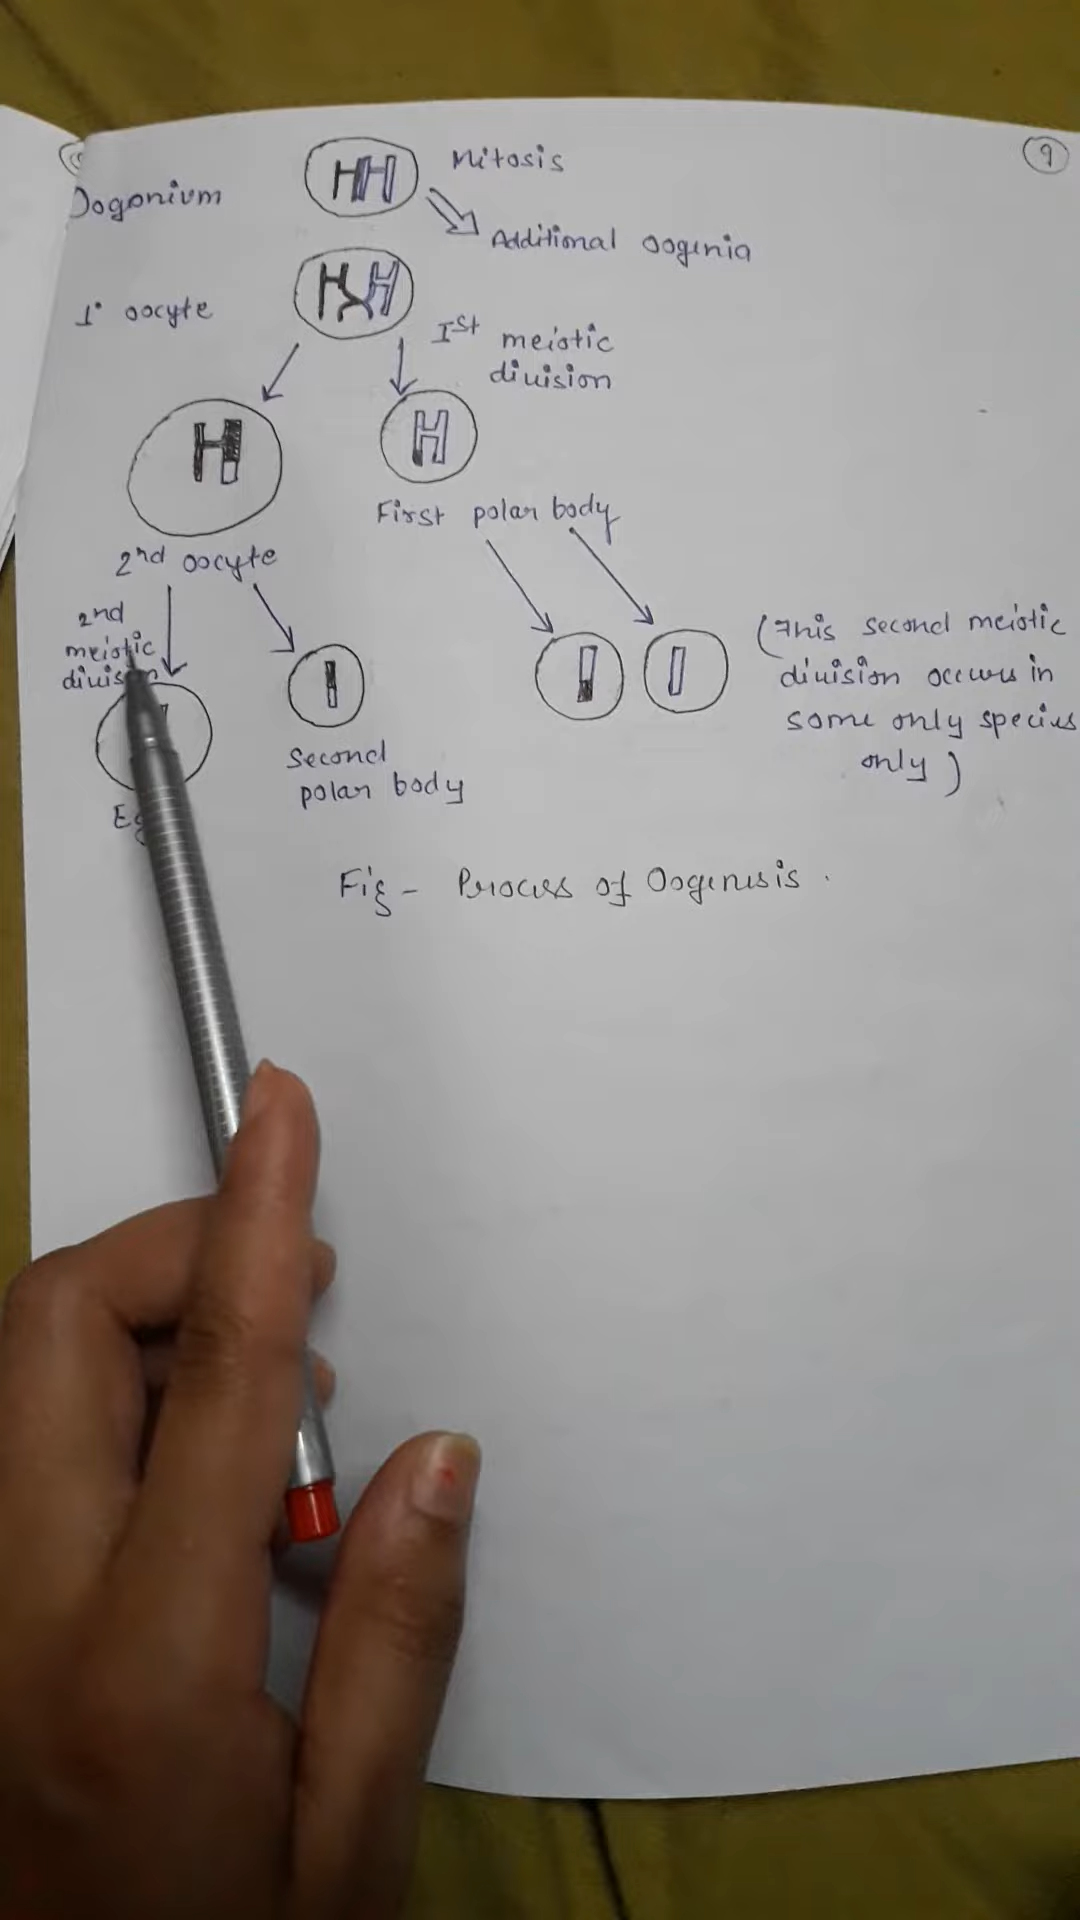 9
Mitosis
Oogonium
Additional oogenia
1° oocyte
Ist meiotic
division
First polar body
2nd oocyte
2nd
meiotic
division
(This second meiotic
division occurs in
some only species
only)
Second
polar body
Fig - Process of Oogenesis.